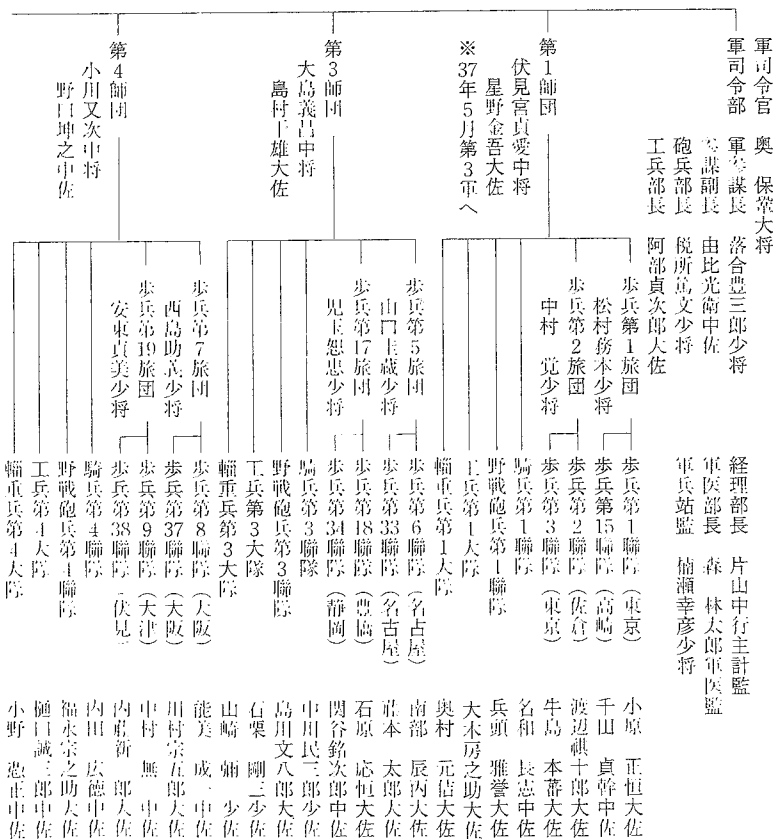 軍司令官 奥 保鞏大将
軍司令部 軍参謀長 落合豊三郎少将
参謀副長 由比光衛中佐
砲兵部長 税所篤文少将
工兵部長 阿部貞次郎大佐
経理部長 片山中行主計監
軍医部長 森 林太郎軍医監
軍兵站監 楠瀬幸彦少将
第1師団
伏見宮貞愛中将
星野金吾大佐
※37年5月第3軍へ
歩兵第1旅団
松村務本少将
歩兵第2旅団
中村 覚少将
歩兵第1聯隊(東京) 小原 正恒大佐
歩兵第15聯隊(高崎) 千田 貞幹中佐
歩兵第2聯隊(佐倉) 渡辺祺十郎大佐
歩兵第3聯隊(東京) 牛島 本蕃大佐
騎兵第1聯隊 名和 長憲中佐
野戦砲兵第1聯隊 兵頭 雅誉大佐
工兵第1大隊 大木房之助大佐
輜重兵第1大隊 奥村 元佶大佐
第3師団
大島義昌中将
島村干雄大佐
歩兵第5旅団
山口圭蔵少将
歩兵第17旅団
児玉恕忠少将
歩兵第6聯隊(名古屋) 南部 辰丙大佐
歩兵第33聯隊(名古屋) 荘本 太郎大佐
歩兵第18聯隊(豊橋) 石原 応恒大佐
歩兵第34聯隊(静岡) 関谷銘次郎中佐
騎兵第3聯隊 中川民三郎少佐
野戦砲兵第3聯隊 島川文八郎大佐
工兵第3大隊 石栗 剛三少佐
輜重兵第3大隊 山崎 弥 少佐
第4師団
小川又次中将
野口坤之中佐
歩兵第7旅団
西島助義少将
歩兵第19旅団
安東貞美少将
歩兵第8聯隊(大阪) 能美 成一中佐
歩兵第37聯隊(大阪) 川村宗五郎大佐
歩兵第9聯隊(大津) 中村 無一中佐
歩兵第38聯隊(伏見) 内藤新一郎大佐
騎兵第4聯隊 内田 広徳中佐
野戦砲兵第4聯隊 福永宗之助大佐
工兵第4大隊 樋口誠三郎中佐
輜重兵第4大隊 小野 正中佐